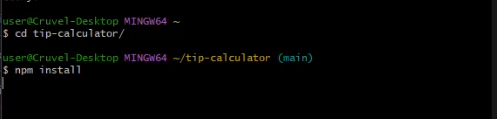 user@Cruvel-Desktop MINGW64 ~
$ cd tip-calculator/
user@Cruvel-Desktop MINGW64 ~/tip-calculator (main)
$ npm install